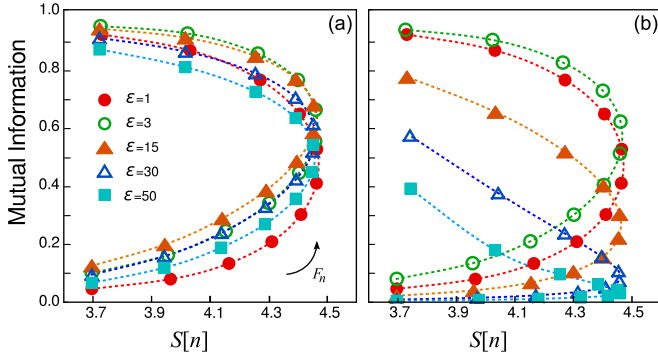 (a)
(b)
Mutual Information
1.0
0.8
0.6
0.4
0.2
0.0
ε=1
ε=3
ε=15
ε=30
ε=50
Fn
3.7 3.9 4.1 4.3 4.5
3.7 3.9 4.1 4.3 4.5
S[n] S[n]